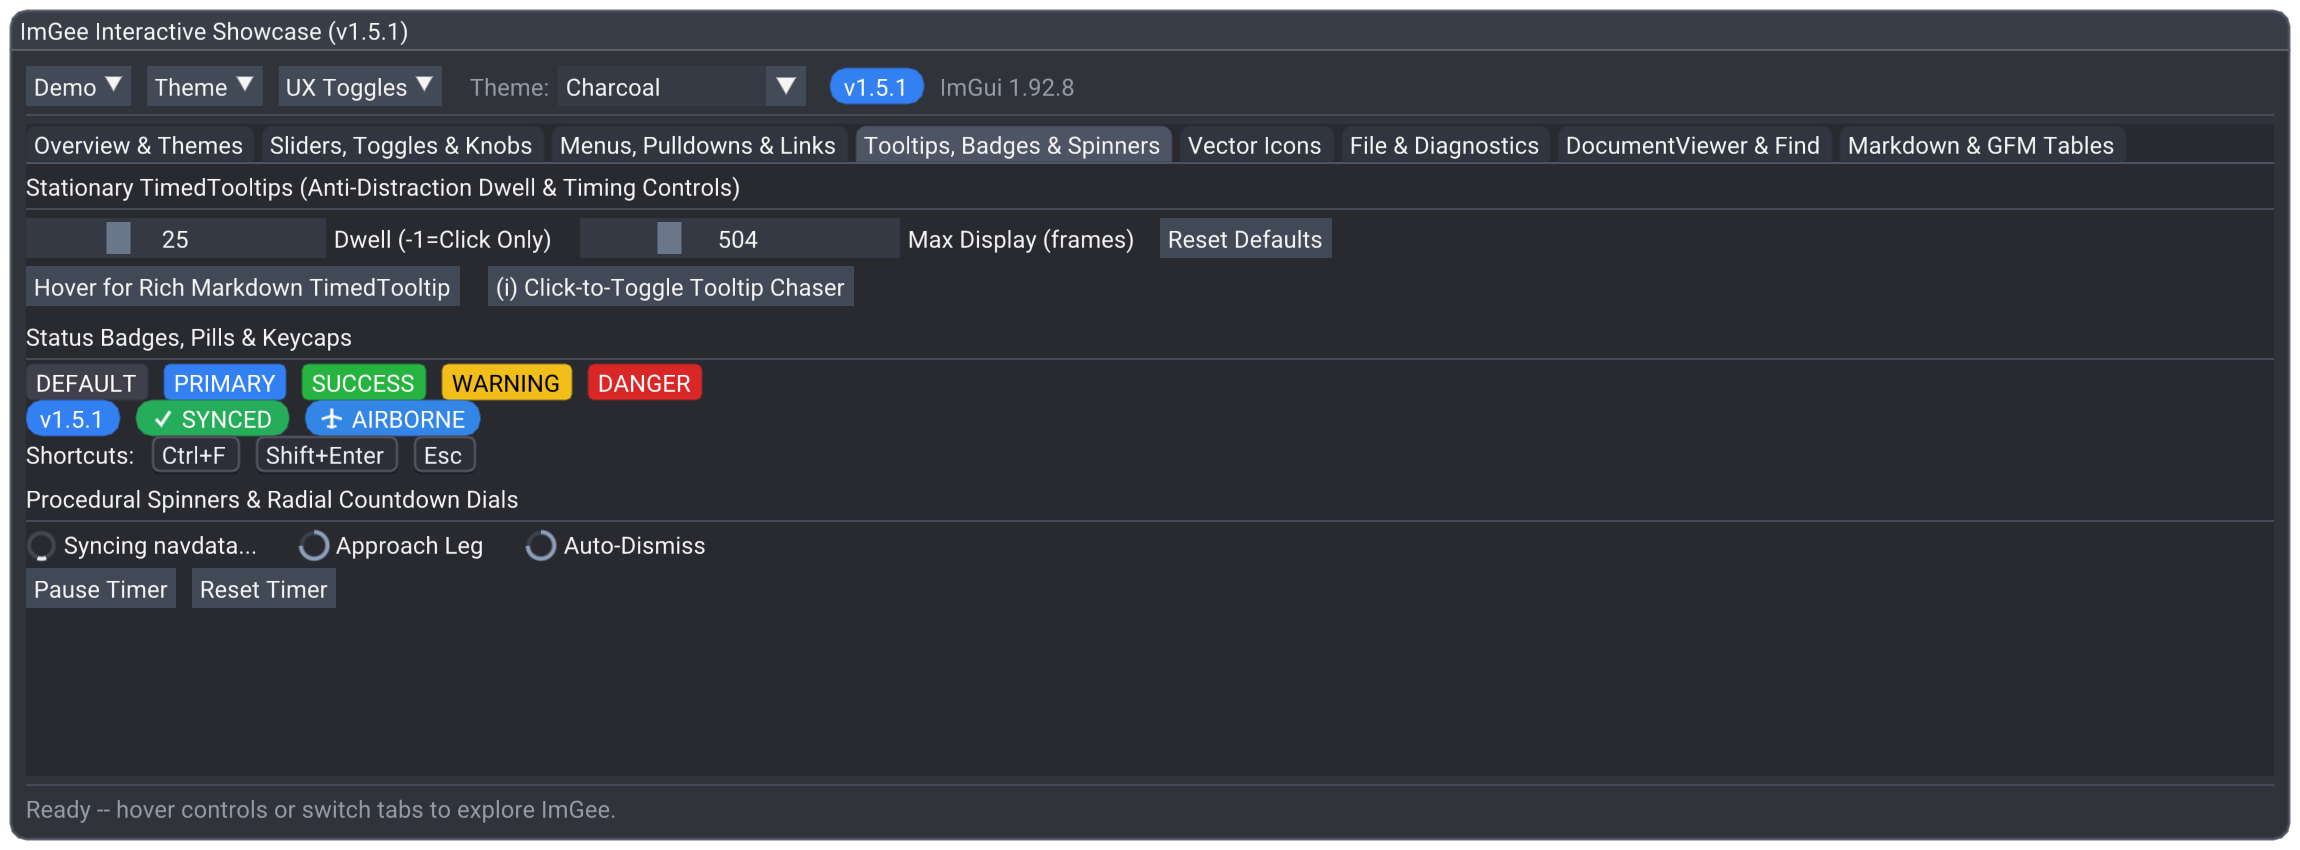 ImGee Interactive Showcase (v1.5.1)
Demo Theme UX Toggles Theme: Charcoal v1.5.1 ImGui 1.92.8
Overview & Themes Sliders, Toggles & Knobs Menus, Pulldowns & Links Tooltips, Badges & Spinners Vector Icons File & Diagnostics DocumentViewer & Find Markdown & GFM Tables
Stationary TimedTooltips (Anti-Distraction Dwell & Timing Controls)
25 Dwell (-1=Click Only) 504 Max Display (frames) Reset Defaults
Hover for Rich Markdown TimedTooltip (i) Click-to-Toggle Tooltip Chaser
Status Badges, Pills & Keycaps
DEFAULT PRIMARY SUCCESS WARNING DANGER
v1.5.1 SYNCED AIRBORNE
Shortcuts: Ctrl+F Shift+Enter Esc
Procedural Spinners & Radial Countdown Dials
Syncing navdata... Approach Leg Auto-Dismiss
Pause Timer Reset Timer
Ready -- hover controls or switch tabs to explore ImGee.